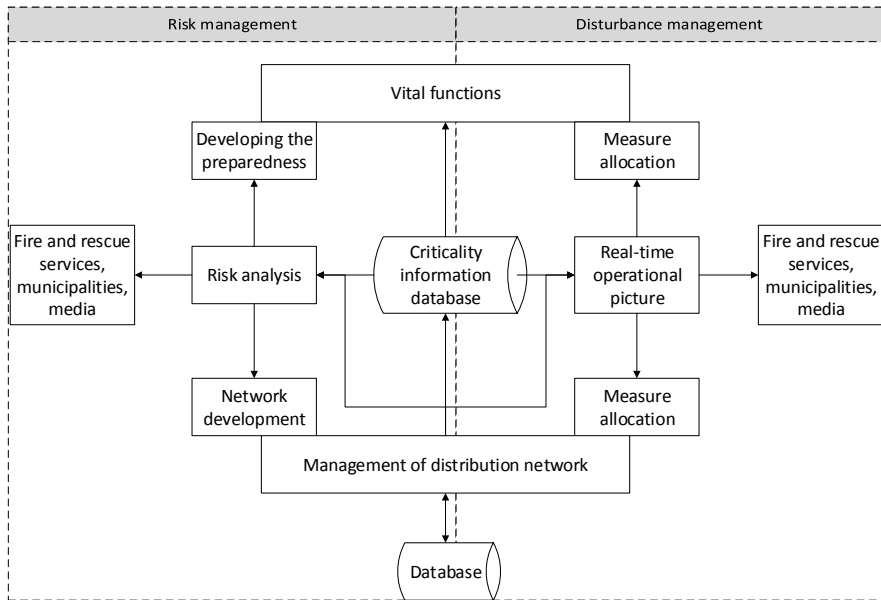 Risk management
Disturbance management
Vital functions
Developing the
preparedness
Measure
allocation
Fire and rescue
services,
municipalities,
media
Risk analysis
Criticality
information
database
Real-time
operational
picture
Fire and rescue
services,
municipalities,
media
Network
development
Measure
allocation
Management of distribution network
Database